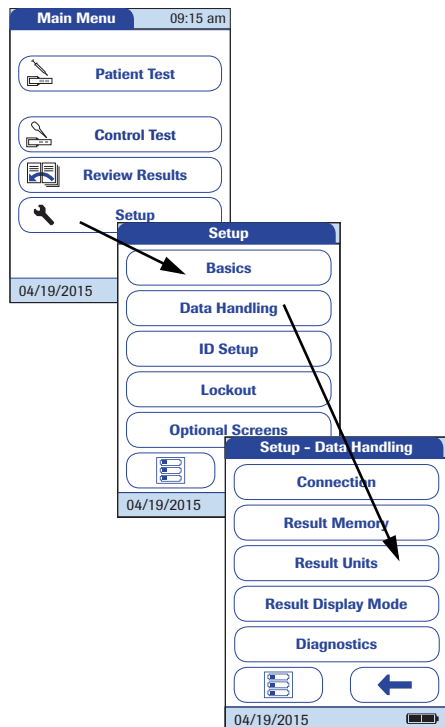 Main Menu 09:15 am
Patient Test
Control Test
Review Results
Setup
04/19/2015
Setup
Basics
Data Handling
ID Setup
Lockout
Optional Screens
04/19/2015
Setup - Data Handling
Connection
Result Memory
Result Units
Result Display Mode
Diagnostics
04/19/2015